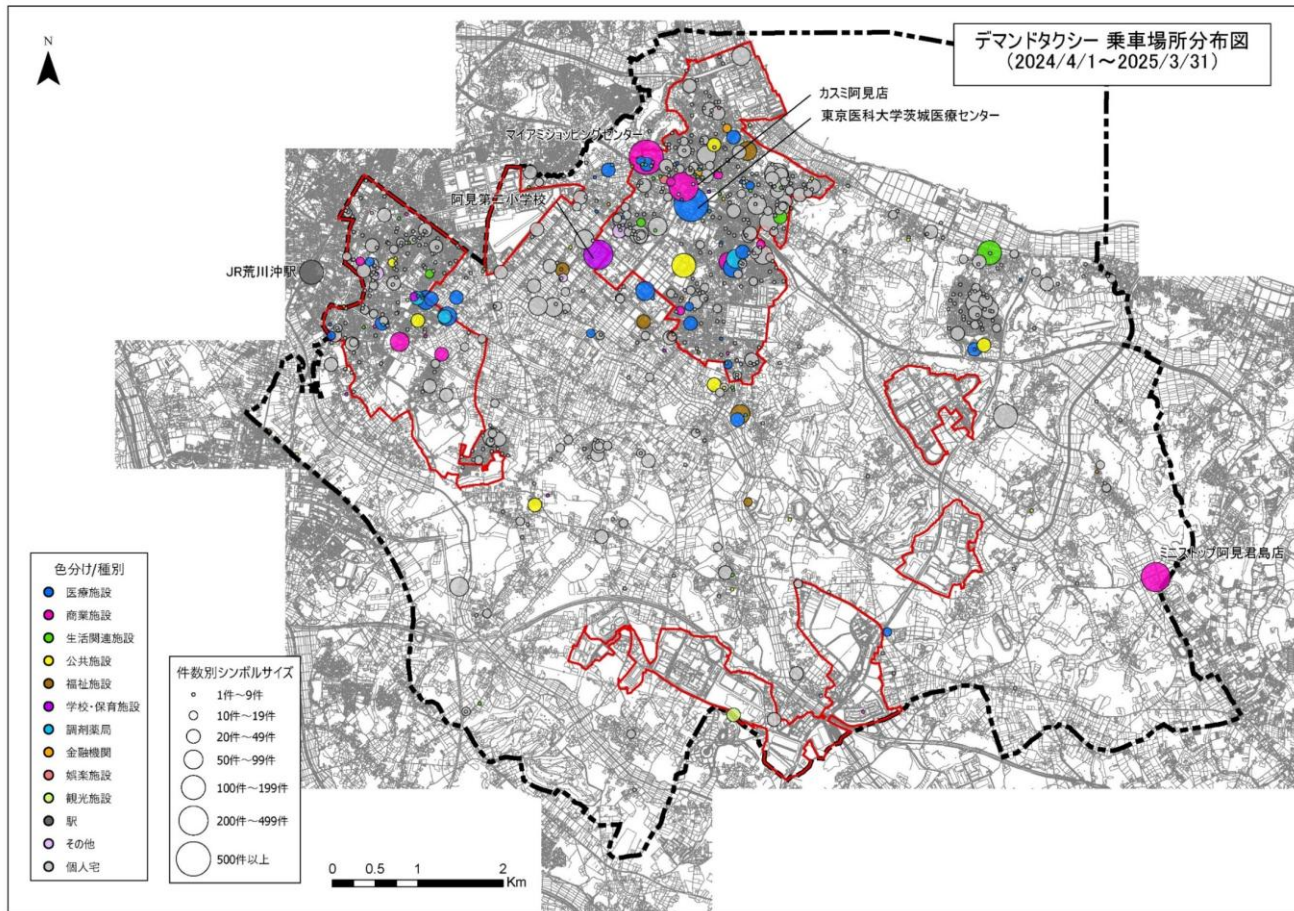 デマンドタクシー 乗車場所分布図
(2024/4/1～2025/3/31)
N
カスミ阿見店
東京医科大学茨城医療センター
マイアミショッピングセンター
阿見第二小学校
JR荒川沖駅
ミニストップ阿見君島店
色分け/種別
医療施設
商業施設
生活関連施設
公共施設
福祉施設
学校・保育施設
調剤薬局
金融機関
娯楽施設
観光施設
駅
その他
個人宅
件数別シンボルサイズ
1件～9件
10件～19件
20件～49件
50件～99件
100件～199件
200件～499件
500件以上
0 0.5 1 2
Km